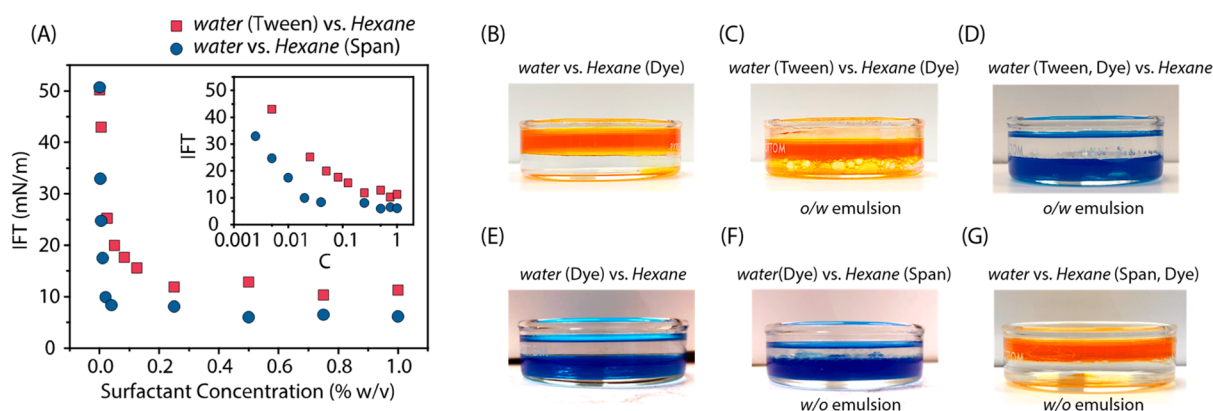 (A)
water (Tween) vs. Hexane
water vs. Hexane (Span)
IFT (mN/m)
50
40
30
20
10
0
0.0
0.2
0.4
0.6
0.8
1.0
Surfactant Concentration (% w/v)
IFT
50
40
30
20
10
0
0.001
0.01
0.1
1
C
(B)
water vs. Hexane (Dye)
(C)
water (Tween) vs. Hexane (Dye)
o/w emulsion
(D)
water (Tween, Dye) vs. Hexane
o/w emulsion
(E)
water (Dye) vs. Hexane
(F)
water(Dye) vs. Hexane (Span)
w/o emulsion
(G)
water vs. Hexane (Span, Dye)
w/o emulsion